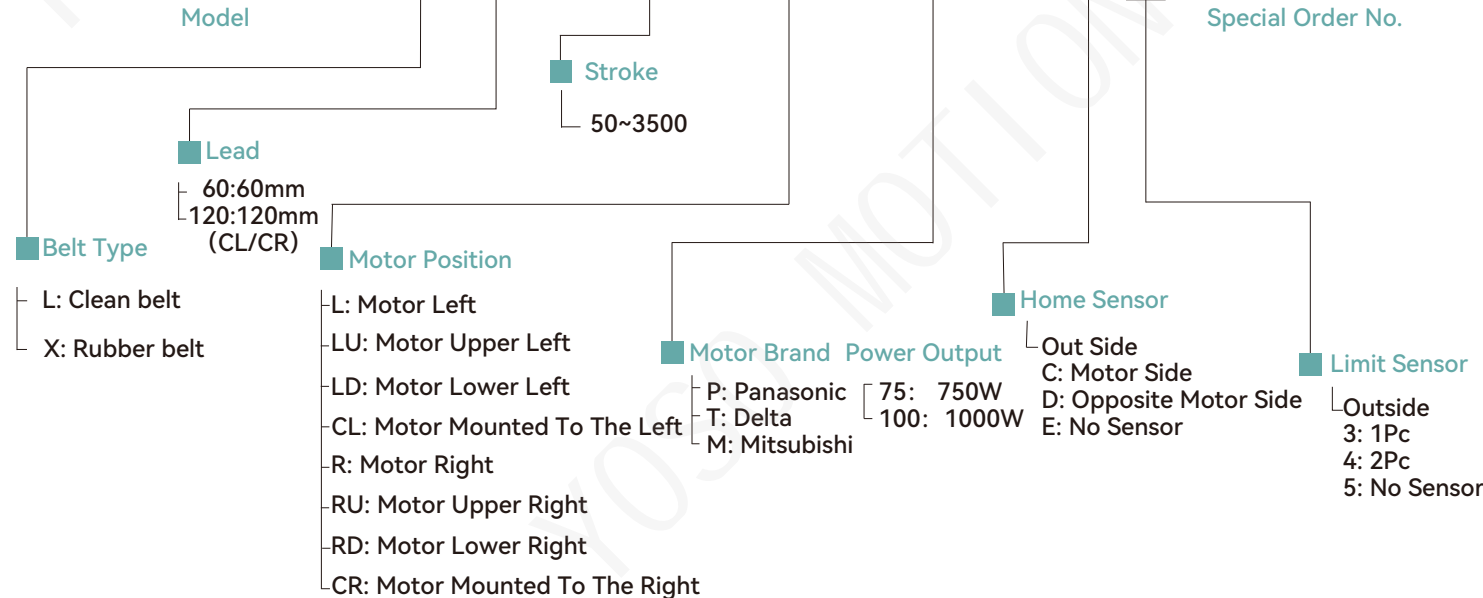 Model
Special Order No.
Stroke
50~3500
Lead
60:60mm
120:120mm
(CL/CR)
Belt Type
L: Clean belt
X: Rubber belt
Motor Position
L: Motor Left
LU: Motor Upper Left
LD: Motor Lower Left
CL: Motor Mounted To The Left
R: Motor Right
RU: Motor Upper Right
RD: Motor Lower Right
CR: Motor Mounted To The Right
Motor Brand
P: Panasonic
T: Delta
M: Mitsubishi
Power Output
75: 750W
100: 1000W
Home Sensor
Out Side
C: Motor Side
D: Opposite Motor Side
E: No Sensor
Limit Sensor
Outside
3: 1Pc
4: 2Pc
5: No Sensor
YOSO MOTION